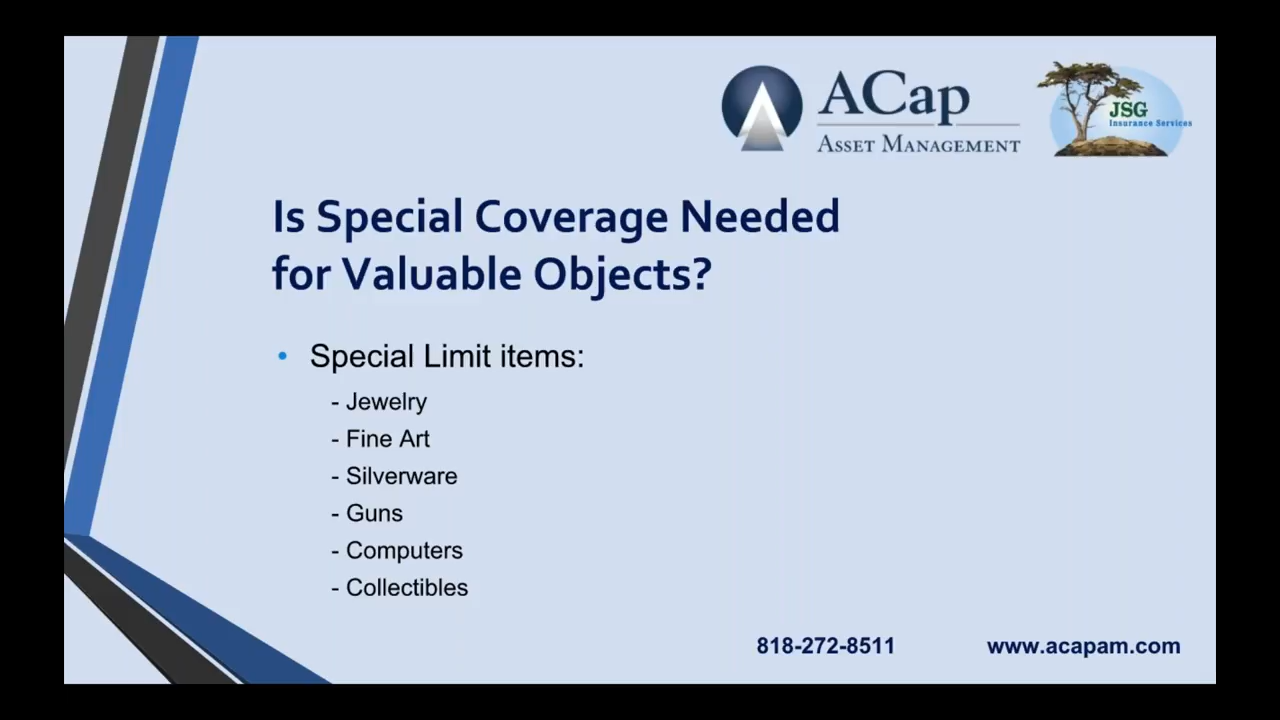 ACap
ASSET MANAGEMENT
JSG
Insurance Services
Is Special Coverage Needed
for Valuable Objects?
• Special Limit items:
- Jewelry
- Fine Art
- Silverware
- Guns
- Computers
- Collectibles
818-272-8511
www.acapam.com